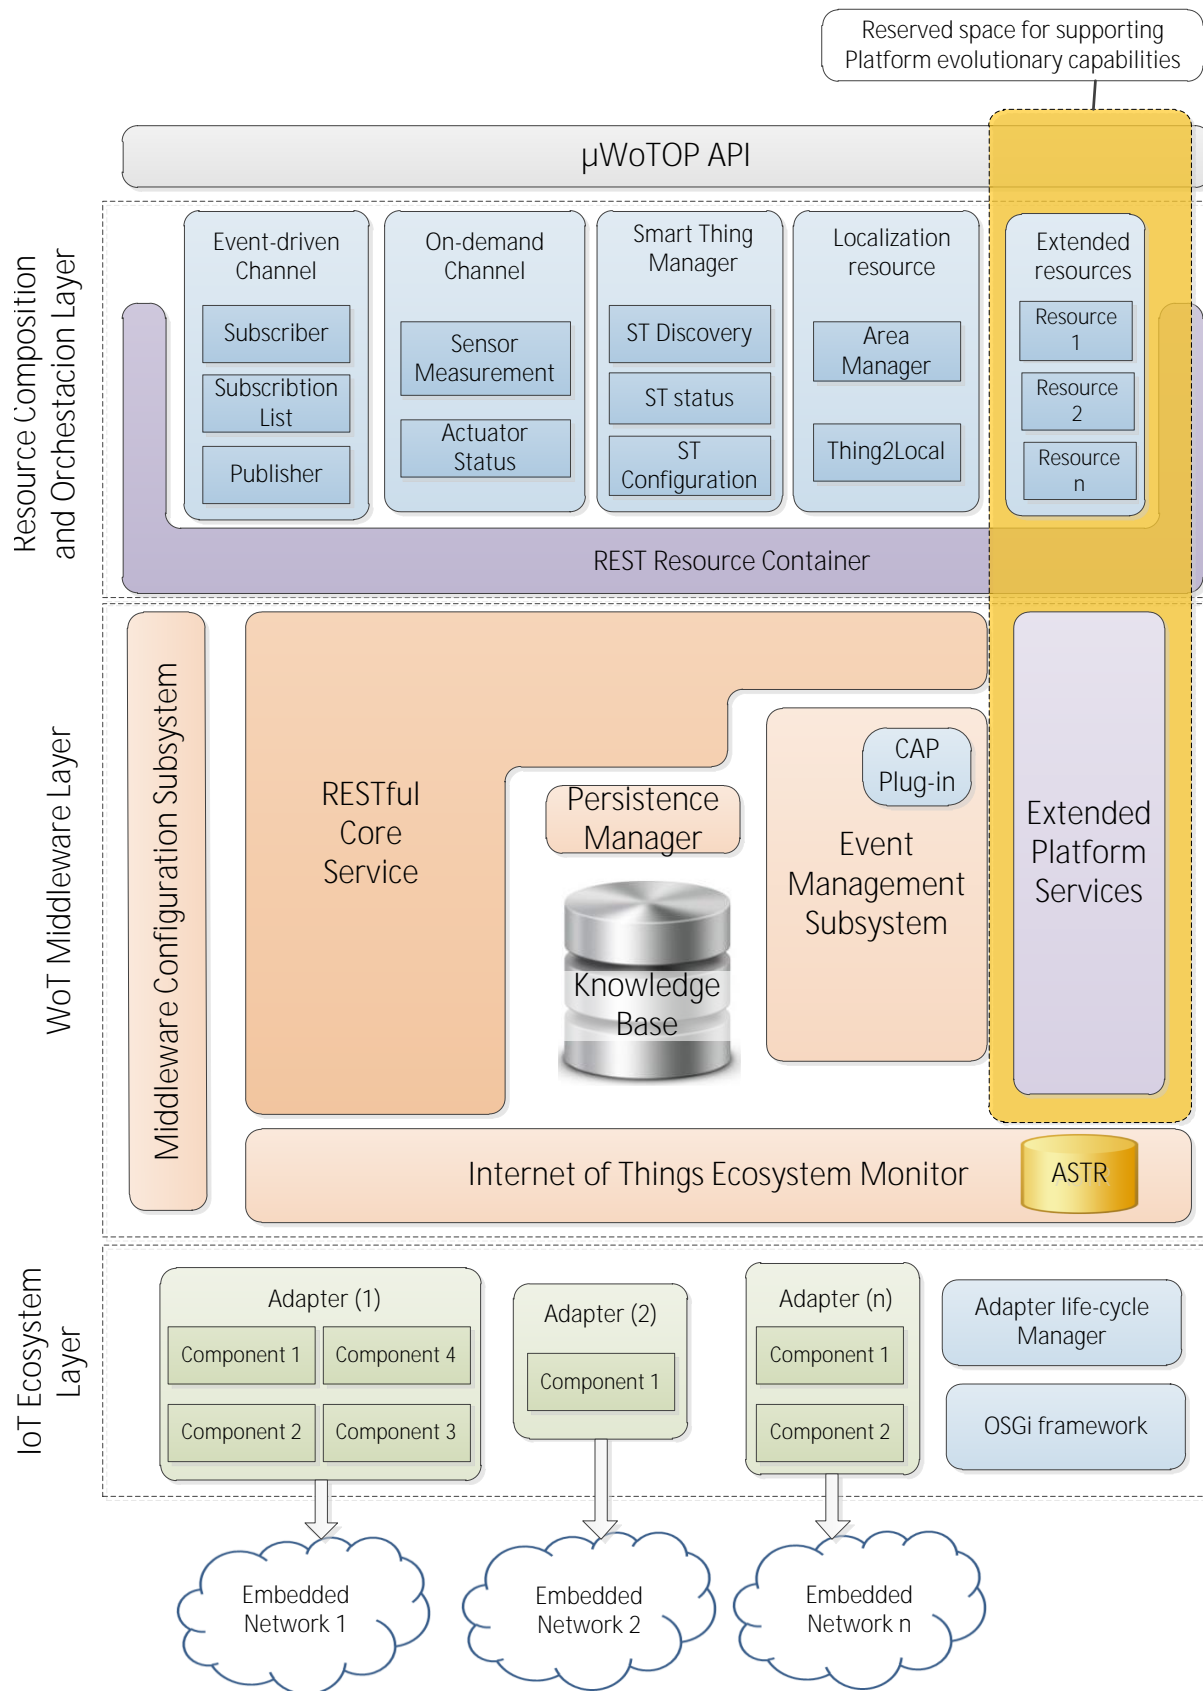 Reserved space for supporting
Platform evolutionary capabilities
µWoTOP API
Resource Composition
and Orchestacion Layer
Event-driven
Channel
Subscriber
Subscribtion
List
Publisher
On-demand
Channel
Sensor
Measurement
Actuator
Status
Smart Thing
Manager
ST Discovery
ST status
ST
Configuration
Localization
resource
Area
Manager
Thing2Local
Extended
resources
Resource
1
Resource
2
Resource
n
REST Resource Container
WoT Middleware Layer
Middleware Configuration Subsystem
RESTful
Core
Service
Persistence
Manager
Knowledge
Base
CAP
Plug-in
Event
Management
Subsystem
Extended
Platform
Services
Internet of Things Ecosystem Monitor
ASTR
IoT Ecosystem
Layer
Adapter (1)
Component 1
Component 4
Component 2
Component 3
Adapter (2)
Component 1
Adapter (n)
Component 1
Component 2
Adapter life-cycle
Manager
OSGi framework
Embedded
Network 1
Embedded
Network 2
Embedded
Network n